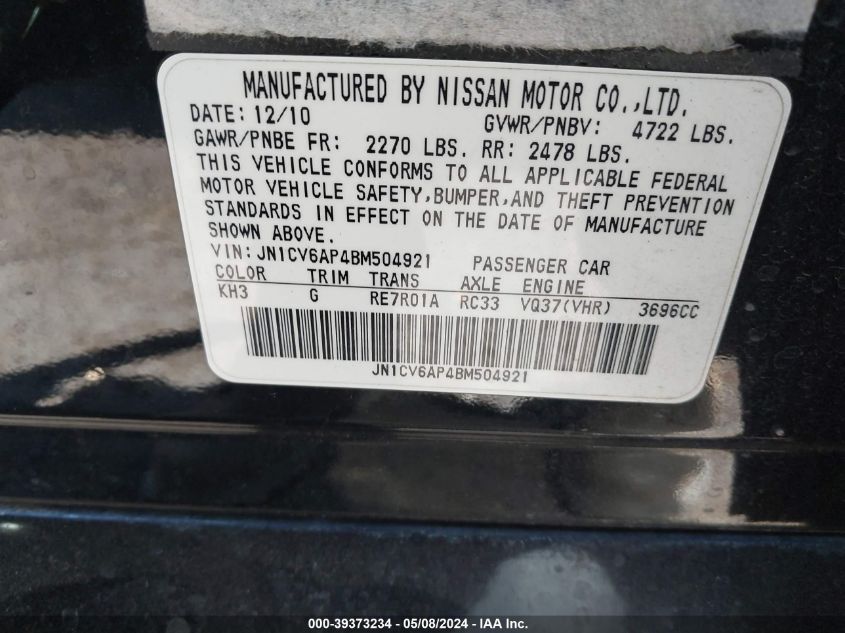 MANUFACTURED BY NISSAN MOTOR CO.,LTD.
DATE: 12/10 GVWR/PNBV: 4722 LBS.
GAWR/PNBE FR: 2270 LBS. RR: 2478 LBS.
THIS VEHICLE CONFORMS TO ALL APPLICABLE FEDERAL
MOTOR VEHICLE SAFETY,BUMPER,AND THEFT PREVENTION
STANDARDS IN EFFECT ON THE DATE OF MANUFACTURE
SHOWN ABOVE.
VIN: JN1CV6AP4BM504921 PASSENGER CAR
COLOR TRIM TRANS AXLE ENGINE
KH3 G RE7R01A RC33 VQ37(VHR) 3696CC
JN1CV6AP4BM504921
000-39373234 - 05/08/2024 - IAA Inc.